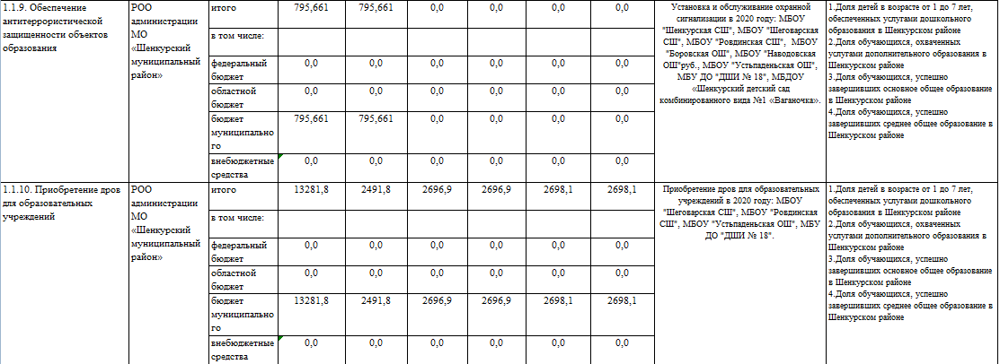 1.1.9. Обеспечение
антитеррористической
защищенности объектов
образования
РОО
администрации
МО
«Шенкурский
муниципальный
район»
итого 795,661 795,661 0,0 0,0 0,0 0,0
в том числе:
федеральный
бюджет 0,0 0,0 0,0 0,0 0,0 0,0
областной
бюджет 0,0 0,0 0,0 0,0 0,0 0,0
бюджет
муниципально
го 795,661 795,661 0,0 0,0 0,0 0,0
внебюджетные
средства 0,0 0,0 0,0 0,0 0,0 0,0
Установка и обслуживание охранной
сигнализации в 2020 году: МБОУ
"Шенкурская СШ", МБОУ "Шеговарская
СШ", МБОУ "Ровдинская СШ", МБОУ
"Боровская ОШ", МБОУ "Наводовская
ОШ"руб., МБОУ "Устьпаденьская ОШ",
МБУ ДО "ДШИ № 18", МБДОУ
«Шенкурский детский сад
комбинированного вида №1 «Ваганочка».
1.Доля детей в возрасте от 1 до 7 лет,
обеспеченных услугами дошкольного
образования в Шенкурском районе
2.Доля обучающихся, охваченных
услугами дополнительного образования в
Шенкурском районе
3.Доля обучающихся, успешно
завершивших основное общее образование
в Шенкурском районе
4.Доля обучающихся, успешно
завершивших среднее общее образование в
Шенкурском районе
1.1.10. Приобретение дров
для образовательных
учреждений
РОО
администрации
МО
«Шенкурский
муниципальный
район»
итого 13281,8 2491,8 2696,9 2696,9 2698,1 2698,1
в том числе:
федеральный
бюджет 0,0 0,0 0,0 0,0 0,0 0,0
областной
бюджет 0,0 0,0 0,0 0,0 0,0 0,0
бюджет
муниципально
го 13281,8 2491,8 2696,9 2696,9 2698,1 2698,1
внебюджетные
средства 0,0 0,0 0,0 0,0 0,0 0,0
Приобретение дров для образовательных
учреждений в 2020 году: МБОУ
"Шеговарская СШ", МБОУ "Ровдинская
СШ", МБОУ "Устьпаденьская ОШ", МБУ
ДО "ДШИ № 18".
1.Доля детей в возрасте от 1 до 7 лет,
обеспеченных услугами дошкольного
образования в Шенкурском районе
2.Доля обучающихся, охваченных
услугами дополнительного образования в
Шенкурском районе
3.Доля обучающихся, успешно
завершивших основное общее образование
в Шенкурском районе
4.Доля обучающихся, успешно
завершивших среднее общее образование в
Шенкурском районе